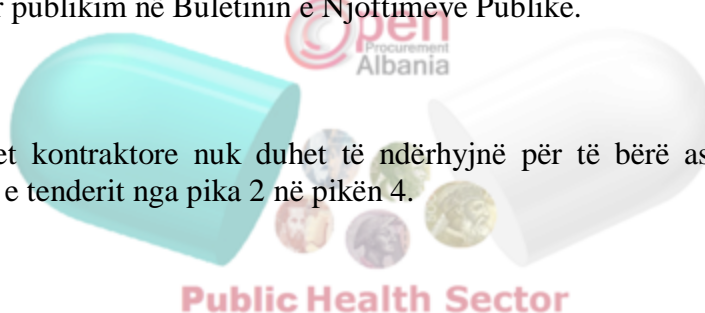 r publikim në Buletinin e Njoftimeve Publike.
Open
Procurement
Albania
et kontraktore nuk duhet të ndërhyjnë për të bërë as
e tenderit nga pika 2 në pikën 4.
Public Health Sector